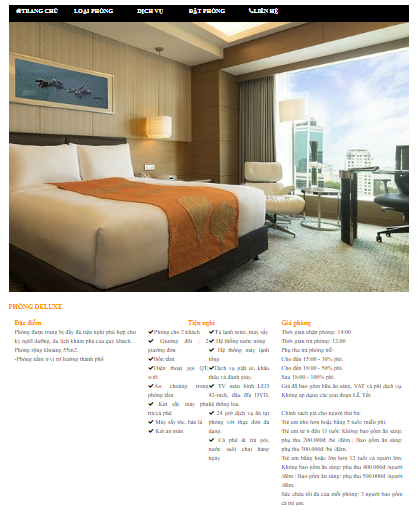 TRANG CHỦ LOẠI PHÒNG DỊCH VỤ ĐẶT PHÒNG LIÊN HỆ
PHÒNG DELUXE
Đặc điểm
Phòng được trang bị đầy đủ tiện nghi phù hợp cho
kỳ nghỉ dưỡng, du lịch khám phá của quý khách.
Phòng rộng khoảng 55m2.
-Phòng nằm ở vị trí hướng thành phố
Tiện nghi
Phòng cho 2 khách
Giường đôi | 2
giường đơn
Bồn tắm
Điện thoại gọi QT,
wifi
Áo choàng trong
phòng tắm
Két sắt, máy pha
trà/cà phê
Máy sấy tóc, bàn là
Két an toàn
Tủ lạnh mini, máy sấy
Hệ thống nước nóng
Hệ thống máy lạnh
tổng
Dịch vụ giặt ủi, khâu
thêu và đánh giày.
TV màn hình LED
42-inch, đầu đĩa DVD,
hệ thống loa.
24 giờ dịch vụ ăn tại
phòng với thực đơn đa
dạng.
Cà phê & trà gói,
nước suối chai hàng
ngày
Giá phòng
Thời gian nhận phòng: 14:00
Thời gian trả phòng: 12:00
Phụ thu trả phòng trễ:
Cho đến 15:00 - 30% phí.
Cho đến 18:00 - 50% phí.
Sau 18:00 - 100% phí.
Giá đã bao gồm bữa ăn sáng, VAT và phí dịch vụ.
Không áp dụng các giai đoạn Lễ, Tết.
Chính sách giá cho người thứ ba:
Trẻ em nhỏ hơn hoặc bằng 5 tuổi: miễn phí.
Trẻ em từ 6 đến 11 tuổi: Không bao gồm ăn sáng:
phụ thu 200.000đ /bé /đêm | Bao gồm ăn sáng:
phụ thu 300.000đ /bé /đêm.
Trẻ em bằng hoặc lớn hơn 12 tuổi và người lớn:
Không bao gồm ăn sáng: phụ thu 400.000đ /người
/đêm | Bao gồm ăn sáng: phụ thu 500.000đ /người
/đêm.
Sức chứa tối đa của mỗi phòng: 3 người bao gồm
cả trẻ em.